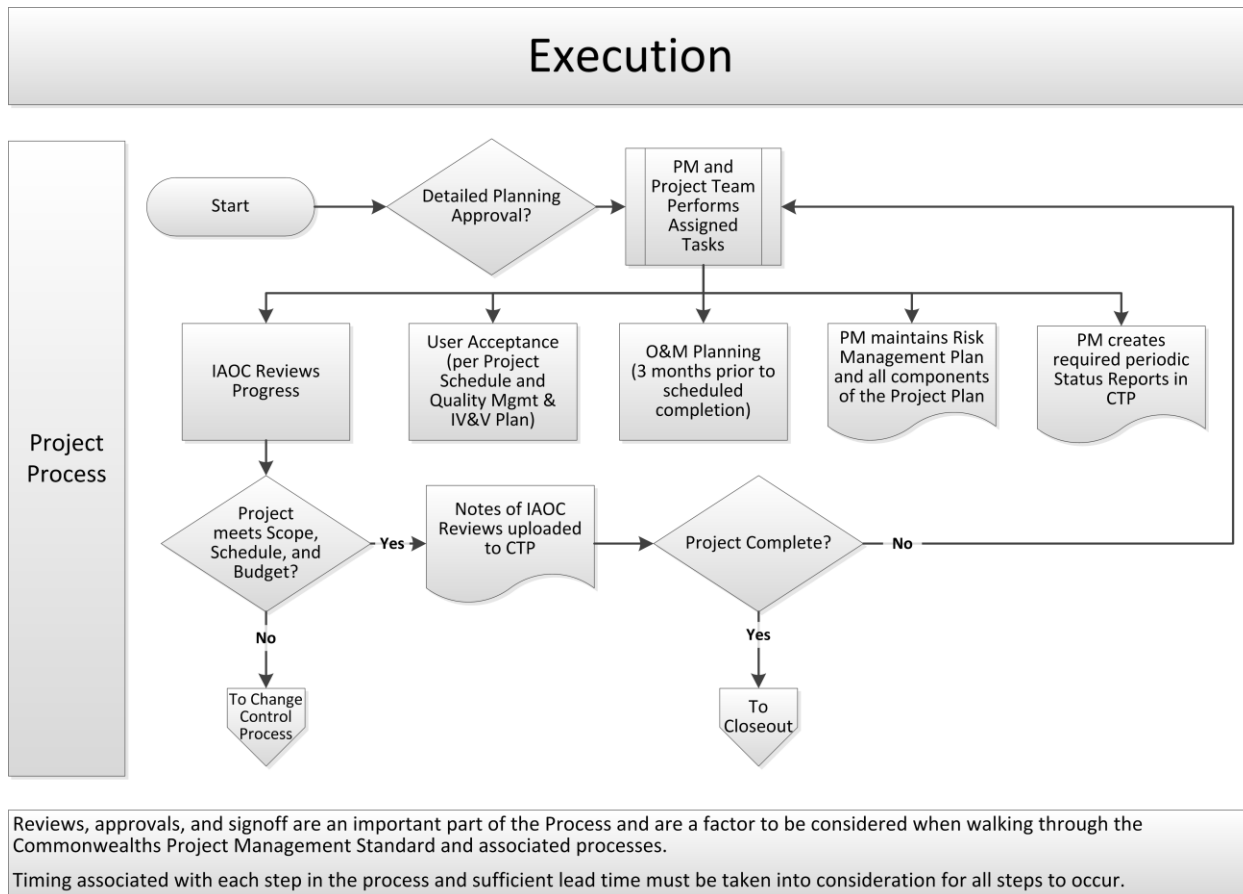 Execution
Project
Process
Start
Detailed Planning
Approval?
PM and
Project Team
Performs
Assigned
Tasks
IAOC Reviews
Progress
User Acceptance
(per Project
Schedule and
Quality Mgmt &
IV&V Plan)
O&M Planning
(3 months prior to
scheduled
completion)
PM maintains Risk
Management Plan
and all components
of the Project Plan
PM creates
required periodic
Status Reports in
CTP
Project
meets Scope,
Schedule, and
Budget?
Yes
Notes of IAOC
Reviews uploaded
to CTP
Project Complete?
No
No
Yes
To Change
Control
Process
To
Closeout
Reviews, approvals, and signoff are an important part of the Process and are a factor to be considered when walking through the
Commonwealths Project Management Standard and associated processes.
Timing associated with each step in the process and sufficient lead time must be taken into consideration for all steps to occur.